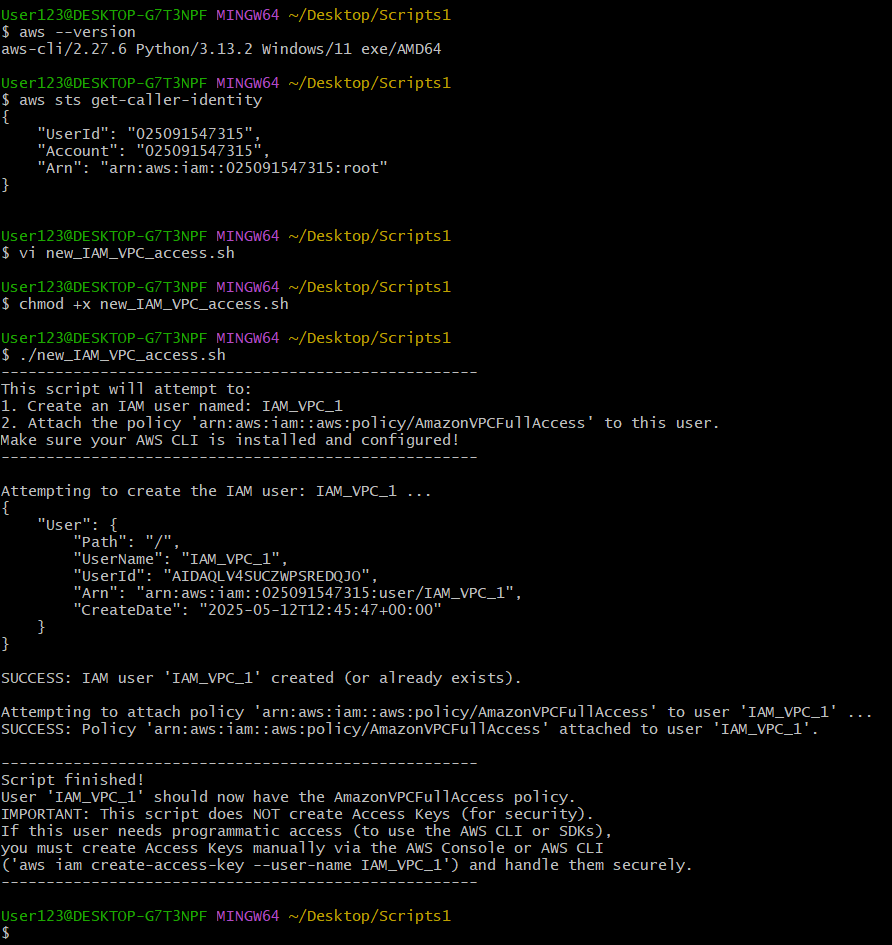 User123@DESKTOP-G7T3NPF MINGW64 ~/Desktop/Scripts1
$ aws --version
aws-cli/2.27.6 Python/3.13.2 Windows/11 exe/AMD64

User123@DESKTOP-G7T3NPF MINGW64 ~/Desktop/Scripts1
$ aws sts get-caller-identity
{
    "UserId": "025091547315",
    "Account": "025091547315",
    "Arn": "arn:aws:iam::025091547315:root"
}


User123@DESKTOP-G7T3NPF MINGW64 ~/Desktop/Scripts1
$ vi new_IAM_VPC_access.sh

User123@DESKTOP-G7T3NPF MINGW64 ~/Desktop/Scripts1
$ chmod +x new_IAM_VPC_access.sh

User123@DESKTOP-G7T3NPF MINGW64 ~/Desktop/Scripts1
$ ./new_IAM_VPC_access.sh
-----------------------------------------------------
This script will attempt to:
1. Create an IAM user named: IAM_VPC_1
2. Attach the policy 'arn:aws:iam::aws:policy/AmazonVPCFullAccess' to this user.
Make sure your AWS CLI is installed and configured!
-----------------------------------------------------

Attempting to create the IAM user: IAM_VPC_1 ...
{
    "User": {
        "Path": "/",
        "UserName": "IAM_VPC_1",
        "UserId": "AIDAQLV4SUCZWPSREDQJO",
        "Arn": "arn:aws:iam::025091547315:user/IAM_VPC_1",
        "CreateDate": "2025-05-12T12:45:47+00:00"
    }
}

SUCCESS: IAM user 'IAM_VPC_1' created (or already exists).

Attempting to attach policy 'arn:aws:iam::aws:policy/AmazonVPCFullAccess' to user 'IAM_VPC_1' ...
SUCCESS: Policy 'arn:aws:iam::aws:policy/AmazonVPCFullAccess' attached to user 'IAM_VPC_1'.

-----------------------------------------------------
Script finished!
User 'IAM_VPC_1' should now have the AmazonVPCFullAccess policy.
IMPORTANT: This script does NOT create Access Keys (for security).
If this user needs programmatic access (to use the AWS CLI or SDKs),
you must create Access Keys manually via the AWS Console or AWS CLI
('aws iam create-access-key --user-name IAM_VPC_1') and handle them securely.
-----------------------------------------------------

User123@DESKTOP-G7T3NPF MINGW64 ~/Desktop/Scripts1
$